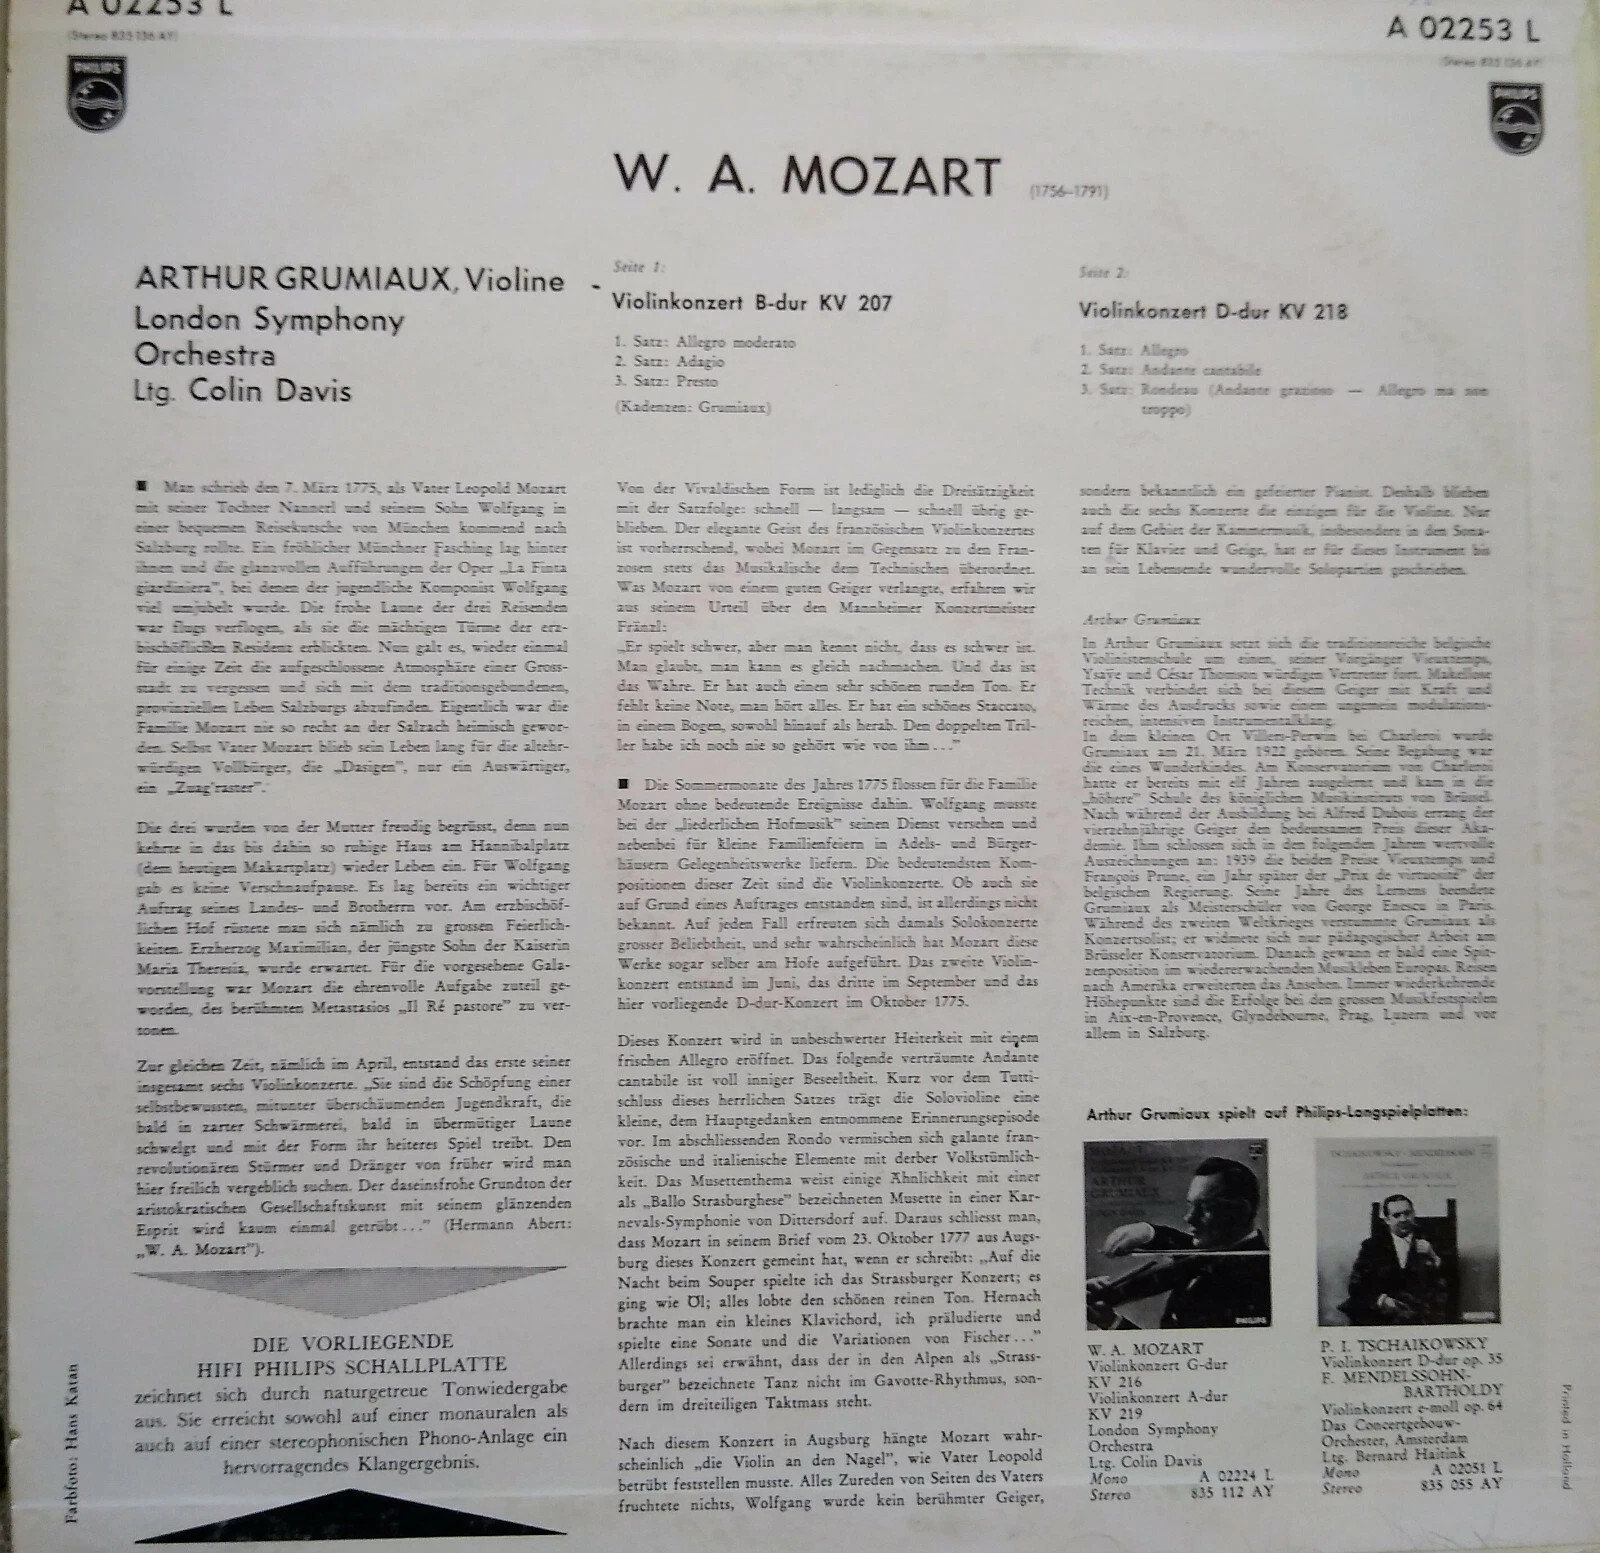 A 02253 L
(Stereo 835 136 AY)
PHILIPS
A 02253 L
(Stereo 835 136 AY)
PHILIPS
W. A. MOZART (1756–1791)
ARTHUR GRUMIAUX, Violine
London Symphony
Orchestra
Ltg. Colin Davis
Seite 1:
Violinkonzert B-dur KV 207
1. Satz: Allegro moderato
2. Satz: Adagio
3. Satz: Presto
(Kadenzen: Grumiaux)
Seite 2:
Violinkonzert D-dur KV 218
1. Satz: Allegro
2. Satz: Andante cantabile
3. Satz: Rondeau (Andante grazioso — Allegro ma non
troppo)
■ Man schrieb den 7. März 1775, als Vater Leopold Mozart
mit seiner Tochter Nannerl und seinem Sohn Wolfgang in
einer bequemen Reisekutsche von München kommend nach
Salzburg rollte. Ein fröhlicher Münchner Fasching lag hinter
ihnen und die glanzvollen Aufführungen der Oper „La Finta
giardiniera”, bei denen der jugendliche Komponist Wolfgang
viel umjubelt wurde. Die frohe Laune der drei Reisenden
war flugs verflogen, als sie die mächtigen Türme der erz-
bischöflichen Residenz erblickten. Nun galt es, wieder einmal
für einige Zeit die aufgeschlossene Atmosphäre einer Gross-
stadt zu vergessen und sich mit dem traditionsgebundenen,
provinziellen Leben Salzburgs abzufinden. Eigentlich war die
Familie Mozart nie so recht an der Salzach heimisch gewor-
den. Selbst Vater Mozart blieb sein Leben lang für die altehr-
würdigen Vollbürger, die „Dasigen”, nur ein Auswärtiger,
ein „Zuag'raster”.
Die drei wurden von der Mutter freudig begrüsst, denn nun
kehrte in das bis dahin so ruhige Haus am Hannibalplatz
(dem heutigen Makartplatz) wieder Leben ein. Für Wolfgang
gab es keine Verschnaufpause. Es lag bereits ein wichtiger
Auftrag seines Landes- und Brotherrn vor. Am erzbischöf-
lichen Hof rüstete man sich nämlich zu grossen Feierlich-
keiten. Erzherzog Maximilian, der jüngste Sohn der Kaiserin
Maria Theresia, wurde erwartet. Für die vorgesehene Gala-
vorstellung war Mozart die ehrenvolle Aufgabe zuteil ge-
worden, des berühmten Metastasios „Il Ré pastore” zu ver-
tonen.
Zur gleichen Zeit, nämlich im April, entstand das erste seiner
insgesamt sechs Violinkonzerte. „Sie sind die Schöpfung einer
selbstbewussten, mitunter überschäumenden Jugendkraft, die
bald in zarter Schwärmerei, bald in übermütiger Laune
schwelgt und mit der Form ihr heiteres Spiel treibt. Den
revolutionären Stürmer und Dränger von früher wird man
hier freilich vergeblich suchen. Der daseinsfrohe Grundton der
aristokratischen Gesellschaftskunst mit seinem glänzenden
Esprit wird kaum einmal getrübt...” (Hermann Abert:
„W. A. Mozart”).
DIE VORLIEGENDE
HIFI PHILIPS SCHALLPLATTE
zeichnet sich durch naturgetreue Tonwiedergabe
aus. Sie erreicht sowohl auf einer monauralen als
auch auf einer stereophonischen Phono-Anlage ein
hervorragendes Klangergebnis.
Farbfoto: Hans Katan
Von der Vivaldischen Form ist lediglich die Dreisätzigkeit
mit der Satzfolge: schnell — langsam — schnell übrig ge-
blieben. Der elegante Geist des französischen Violinkonzertes
ist vorherrschend, wobei Mozart im Gegensatz zu den Fran-
zosen stets das Musikalische dem Technischen überordnet.
Was Mozart von einem guten Geiger verlangte, erfahren wir
aus seinem Urteil über den Mannheimer Konzertmeister
Fränzl:
„Er spielt schwer, aber man kennt nicht, dass es schwer ist.
Man glaubt, man kann es gleich nachmachen. Und das ist
das Wahre. Er hat auch einen sehr schönen runden Ton. Er
fehlt keine Note, man hört alles. Er hat ein schönes Staccato,
in einem Bogen, sowohl hinauf als herab. Den doppelten Tril-
ler habe ich noch nie so gehört wie von ihm...”
■ Die Sommermonate des Jahres 1775 flossen für die Familie
Mozart ohne bedeutende Ereignisse dahin. Wolfgang musste
bei der „liederlichen Hofmusik” seinen Dienst versehen und
nebenbei für kleine Familienfeiern in Adels- und Bürger-
häusern Gelegenheitswerke liefern. Die bedeutendsten Kom-
positionen dieser Zeit sind die Violinkonzerte. Ob auch sie
auf Grund eines Auftrages entstanden sind, ist allerdings nicht
bekannt. Auf jeden Fall erfreuten sich damals Solokonzerte
grosser Beliebtheit, und sehr wahrscheinlich hat Mozart diese
Werke sogar selber am Hofe aufgeführt. Das zweite Violin-
konzert entstand im Juni, das dritte im September und das
hier vorliegende D-dur-Konzert im Oktober 1775.
Dieses Konzert wird in unbeschwerter Heiterkeit mit einem
frischen Allegro eröffnet. Das folgende verträumte Andante
cantabile ist voll inniger Beseeltheit. Kurz vor dem Tutti-
schluss dieses herrlichen Satzes trägt die Solovioline eine
kleine, dem Hauptgedanken entnommene Erinnerungsepisode
vor. Im abschliessenden Rondo vermischen sich galante fran-
zösische und italienische Elemente mit derber Volkstümlich-
keit. Das Musettenthema weist einige Ähnlichkeit mit einer
als „Ballo Strasburghese” bezeichneten Musette in einer Kar-
nevals-Symphonie von Dittersdorf auf. Daraus schliesst man,
dass Mozart in seinem Brief vom 23. Oktober 1777 aus Augs-
burg dieses Konzert gemeint hat, wenn er schreibt: „Auf die
Nacht beim Souper spielte ich das Strassburger Konzert; es
ging wie Öl; alles lobte den schönen reinen Ton. Hernach
brachte man ein kleines Klavichord, ich präludierte und
spielte eine Sonate und die Variationen von Fischer...”
Allerdings sei erwähnt, dass der in den Alpen als „Strass-
burger” bezeichnete Tanz nicht im Gavotte-Rhythmus, son-
dern im dreiteiligen Taktmass steht.
Nach diesem Konzert in Augsburg hängte Mozart wahr-
scheinlich „die Violin an den Nagel”, wie Vater Leopold
betrübt feststellen musste. Alles Zureden von Seiten des Vaters
fruchtete nichts, Wolfgang wurde kein berühmter Geiger,
sondern bekanntlich ein gefeierter Pianist. Deshalb blieben
auch die sechs Konzerte die einzigen für die Violine. Nur
auf dem Gebiet der Kammermusik, insbesondere in den Sona-
ten für Klavier und Geige, hat er für dieses Instrument bis
an sein Lebensende wundervolle Solopartien geschrieben.
Arthur Grumiaux
In Arthur Grumiaux setzt sich die traditionsreiche belgische
Violinistenschule um einen, seiner Vorgänger Vieuxtemps,
Ysaÿe und César Thomson würdigen Vertreter fort. Makellose
Technik verbindet sich bei diesem Geiger mit Kraft und
Wärme des Ausdrucks sowie einem ungemein modulations-
reichen, intensiven Instrumentalklang.
In dem kleinen Ort Villers-Perwin bei Charleroi wurde
Grumiaux am 21. März 1922 geboren. Seine Begabung war
die eines Wunderkindes. Am Konservatorium von Charleroi
hatte er bereits mit elf Jahren ausgelernt und kam in die
„höhere” Schule des königlichen Musikinstituts von Brüssel.
Nach während der Ausbildung bei Alfred Dubois errang der
vierzehnjährige Geiger den bedeutsamen Preis dieser Aka-
demie. Ihm schlossen sich in den folgenden Jahren wertvolle
Auszeichnungen an: 1939 die beiden Preise Vieuxtemps und
François Prune, ein Jahr später der „Prix de virtuosité” der
belgischen Regierung. Seine Jahre des Lernens beendete
Grumiaux als Meisterschüler von George Enescu in Paris.
Während des zweiten Weltkrieges verstummte Grumiaux als
Konzertsolist; er widmete sich nur pädagogischer Arbeit am
Brüsseler Konservatorium. Danach gewann er bald eine Spit-
zenposition im wiedererwachenden Musikleben Europas. Reisen
nach Amerika erweiterten das Ansehen. Immer wiederkehrende
Höhepunkte sind die Erfolge bei den grossen Musikfestspielen
in Aix-en-Provence, Glyndebourne, Prag, Luzern und vor
allem in Salzburg.
Arthur Grumiaux spielt auf Philips-Langspielplatten:
MOZART
ARTHUR
GRUMIAUX
PHILIPS
TSCHAIKOWSKY · MENDELSSOHN
ARTHUR GRUMIAUX
W. A. MOZART
Violinkonzert G-dur
KV 216
Violinkonzert A-dur
KV 219
London Symphony
Orchestra
Ltg. Colin Davis
Mono A 02224 L
Stereo 835 112 AY
P. I. TSCHAIKOWSKY
Violinkonzert D-dur op. 35
F. MENDELSSOHN-
BARTHOLDY
Violinkonzert e-moll op. 64
Das Concertgebouw-
Orchester, Amsterdam
Ltg. Bernard Haitink
Mono A 02051 L
Stereo 835 055 AY
Printed in Holland